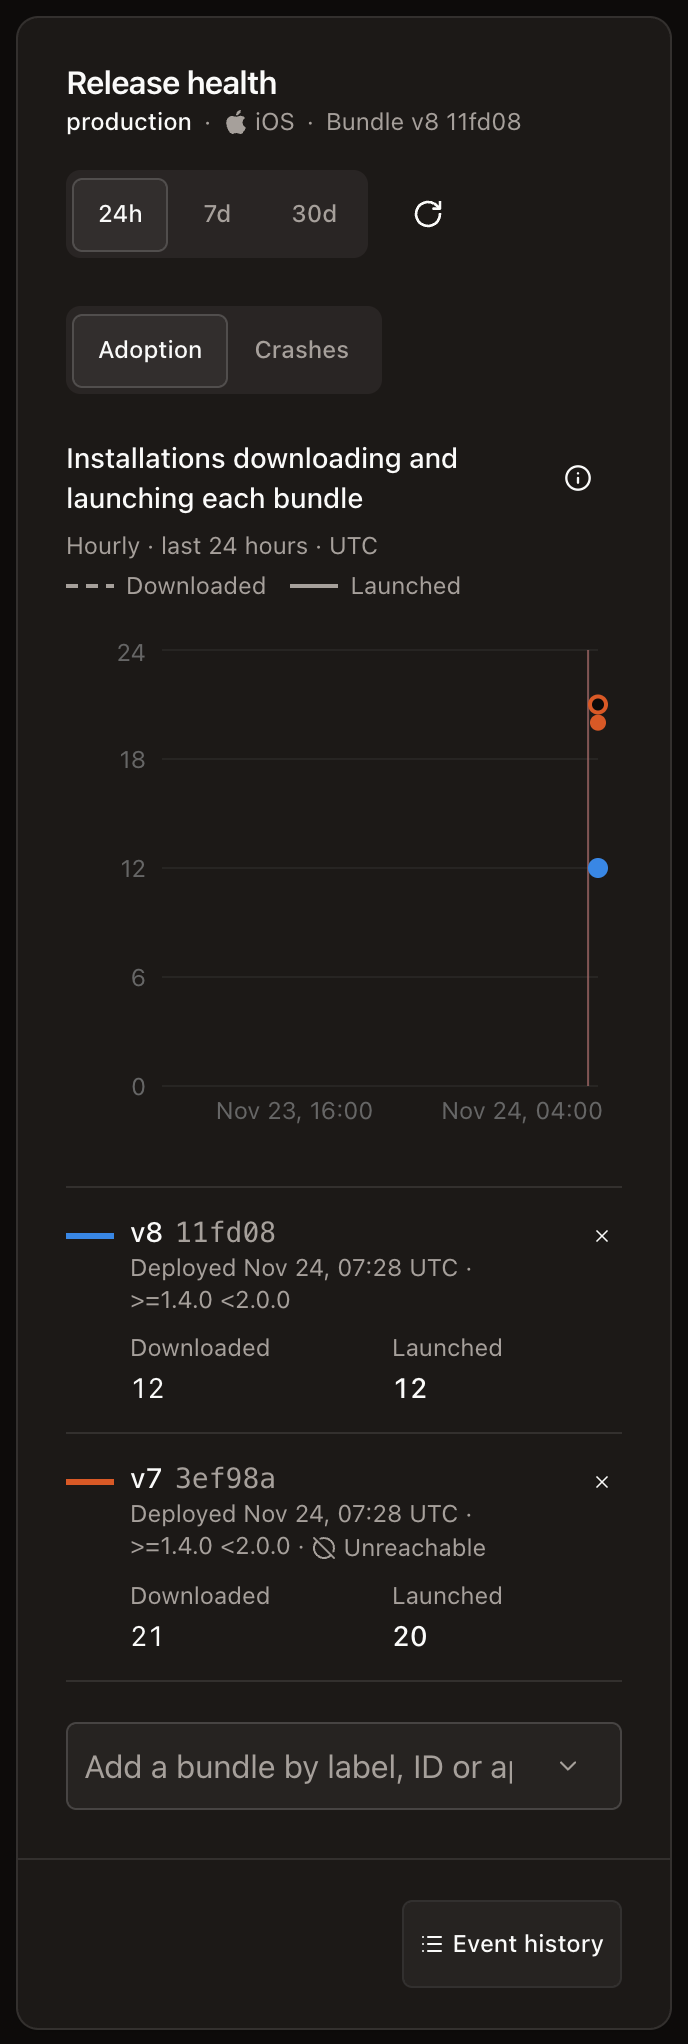 Release health
production · iOS · Bundle v8 11fd08
24h 7d 30d
Adoption Crashes
Installations downloading and
launching each bundle
Hourly · last 24 hours · UTC
Downloaded Launched
24
18
12
6
0
Nov 23, 16:00 Nov 24, 04:00
v8 11fd08
Deployed Nov 24, 07:28 UTC ·
>=1.4.0 <2.0.0
Downloaded Launched
12 12
v7 3ef98a
Deployed Nov 24, 07:28 UTC ·
>=1.4.0 <2.0.0 · Unreachable
Downloaded Launched
21 20
Add a bundle by label, ID or
Event history